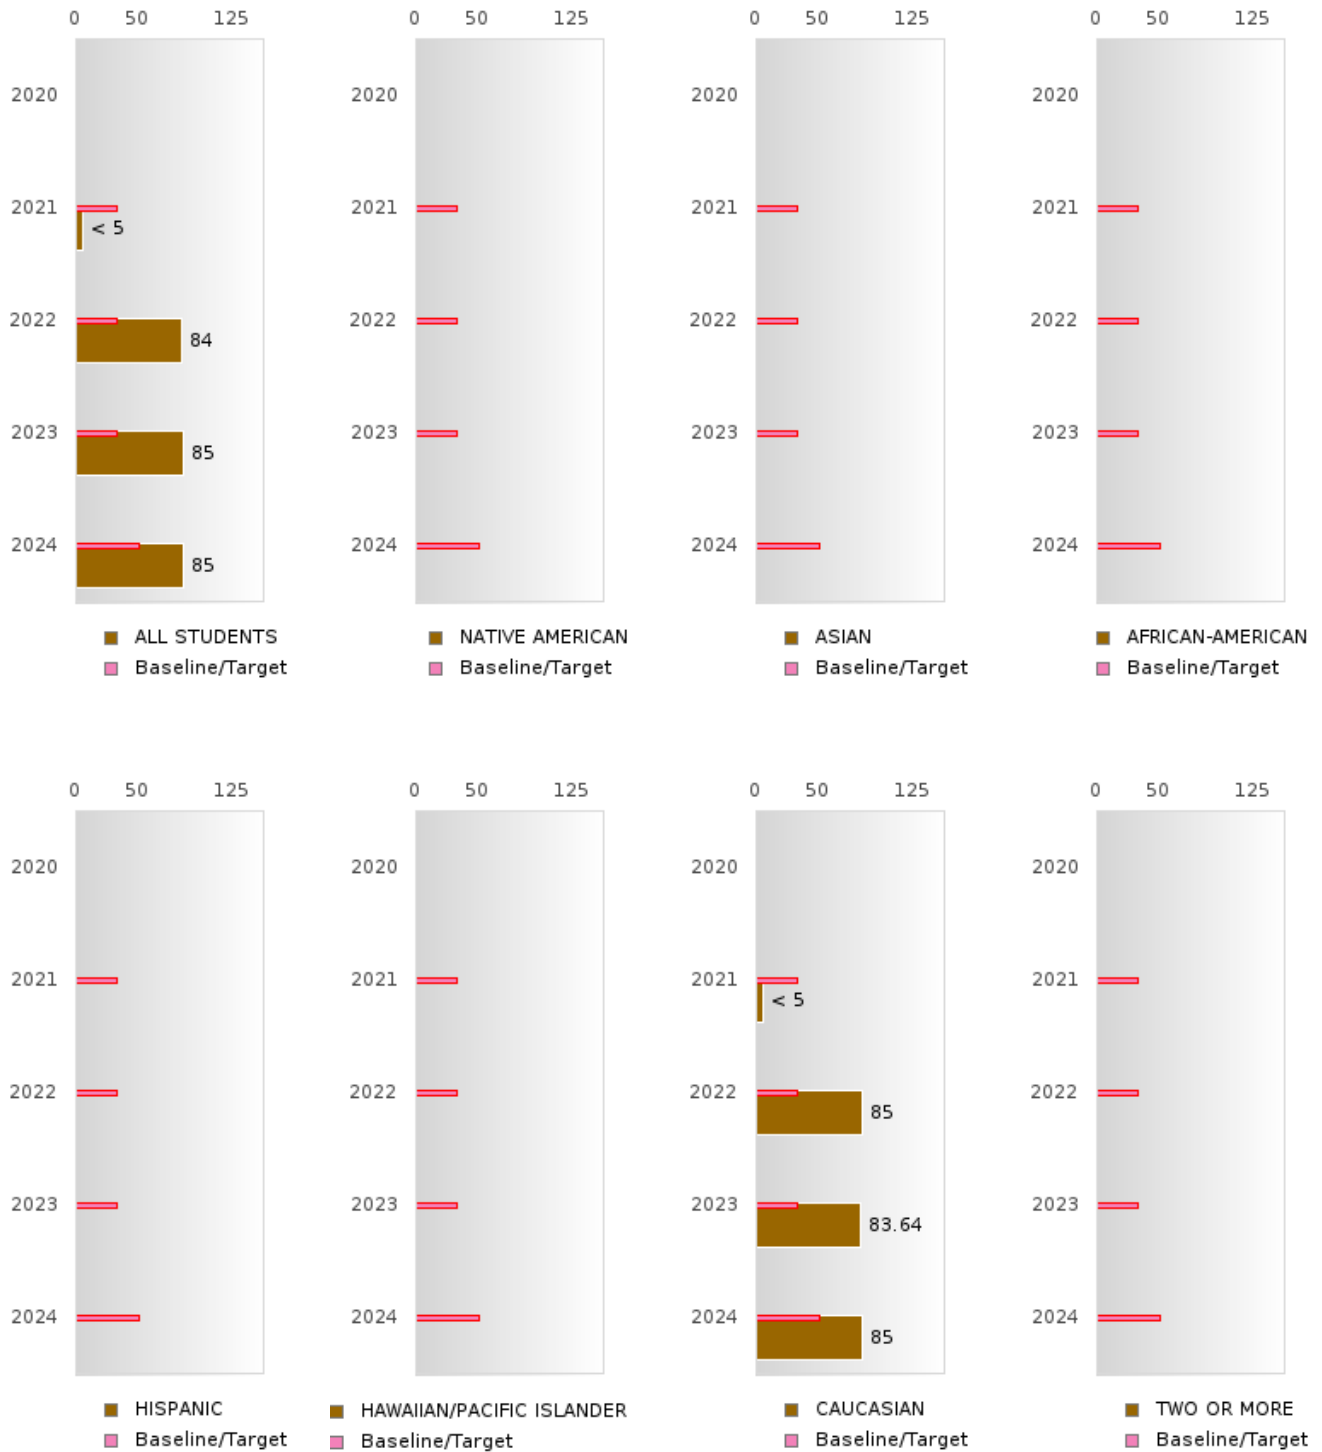 0 50 125 0 50 125 0 50 125 0 50 125
2020 2020 2020 2020
2021 2021 2021 2021
< 5
2022 2022 2022 2022
84
2023 2023 2023 2023
85
2024 2024 2024 2024
85
ALL STUDENTS NATIVE AMERICAN ASIAN AFRICAN-AMERICAN
Baseline/Target Baseline/Target Baseline/Target Baseline/Target
0 50 125 0 50 125 0 50 125 0 50 125
2020 2020 2020 2020
2021 2021 2021 2021
< 5
2022 2022 2022 2022
85
2023 2023 2023 2023
83.64
2024 2024 2024 2024
85
HISPANIC HAWAIIAN/PACIFIC ISLANDER CAUCASIAN TWO OR MORE
Baseline/Target Baseline/Target Baseline/Target Baseline/Target